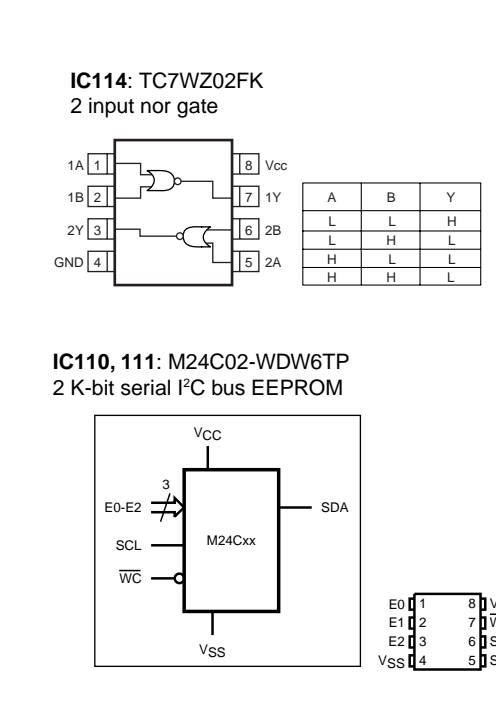 IC114: TC7WZ02FK
2 input nor gate
1A 1 8 Vcc
1B 2 7 1Y
2Y 3 6 2B
GND 4 5 2A
A B Y
L L H
L H L
H L L
H H L
IC110, 111: M24C02-WDW6TP
2 K-bit serial I²C bus EEPROM
VCC
3
E0-E2 SDA
SCL M24Cxx
WC
VSS
E0 1 8 V
E1 2 7
E2 3 6 S
VSS 4 5 S